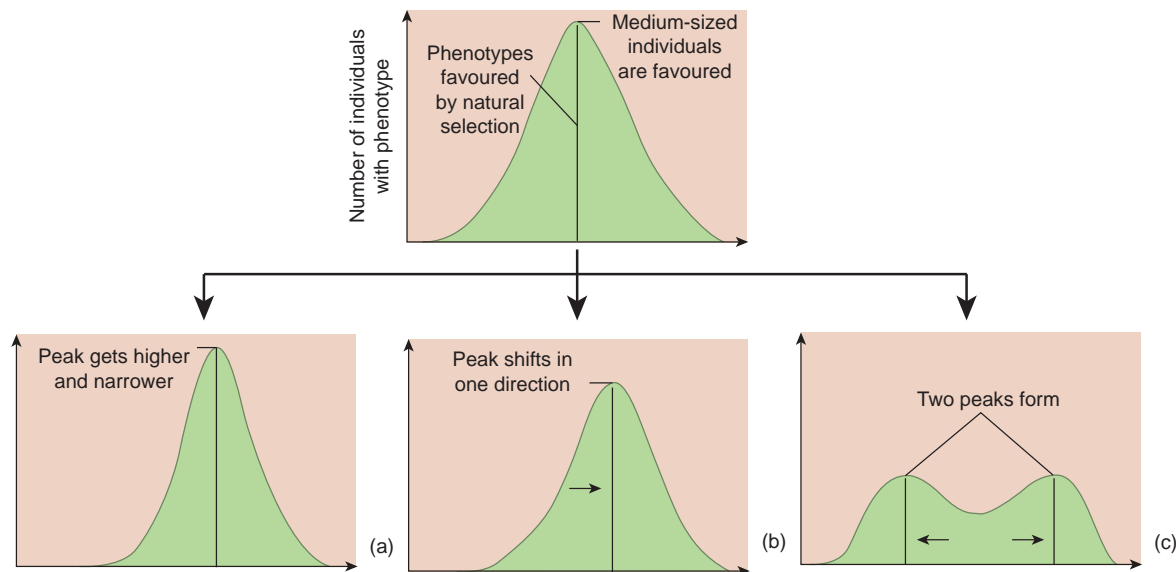 Number of individuals
with phenotype
Phenotypes
favoured
by natural
selection
Medium-sized
individuals
are favoured
Peak gets higher
and narrower
(a)
Peak shifts in
one direction
(b)
Two peaks form
(c)